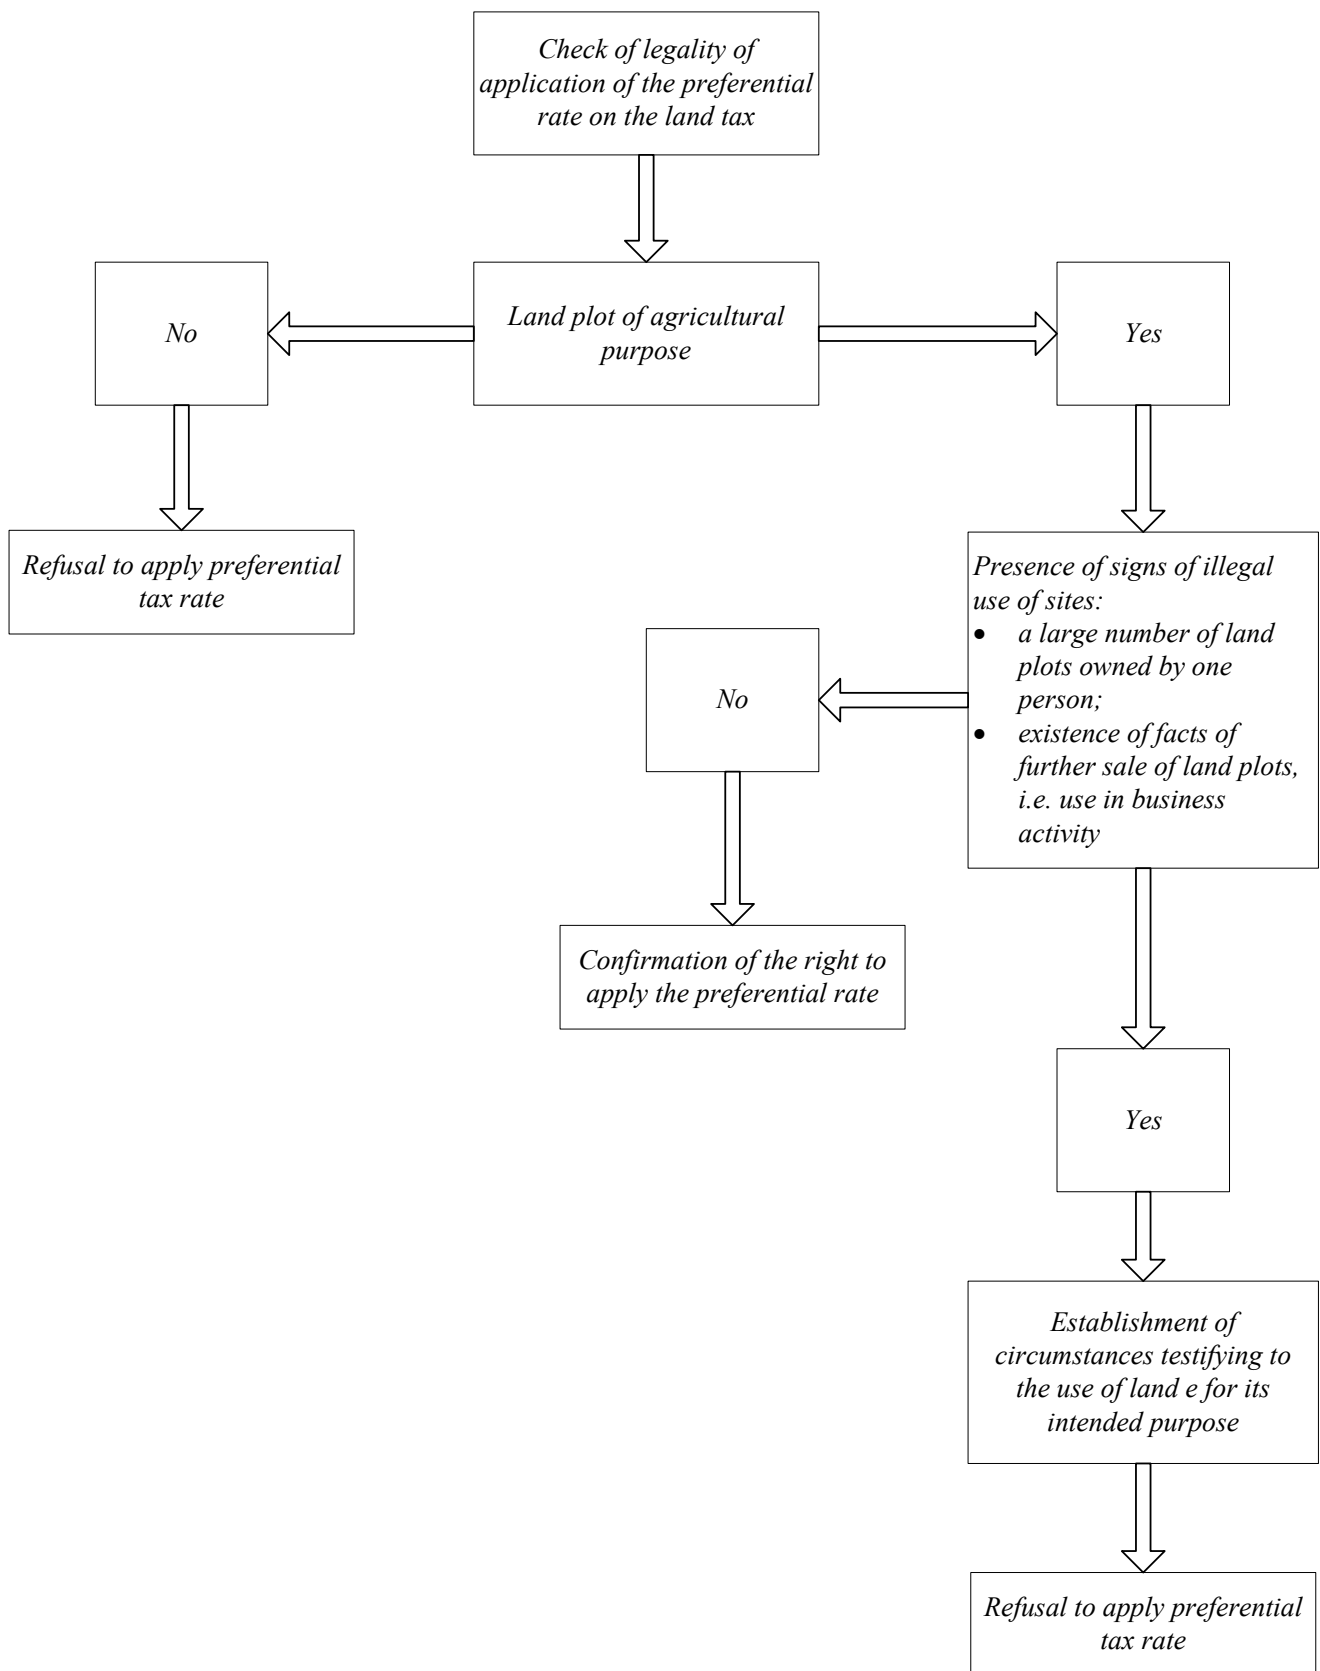 Check of legality of
application of the preferential
rate on the land tax
No
Land plot of agricultural
purpose
Yes
Refusal to apply preferential
tax rate
Presence of signs of illegal
use of sites:
• a large number of land
plots owned by one
person;
• existence of facts of
further sale of land plots,
i.e. use in business
activity
No
Confirmation of the right to
apply the preferential rate
Yes
Establishment of
circumstances testifying to
the use of land e for its
intended purpose
Refusal to apply preferential
tax rate